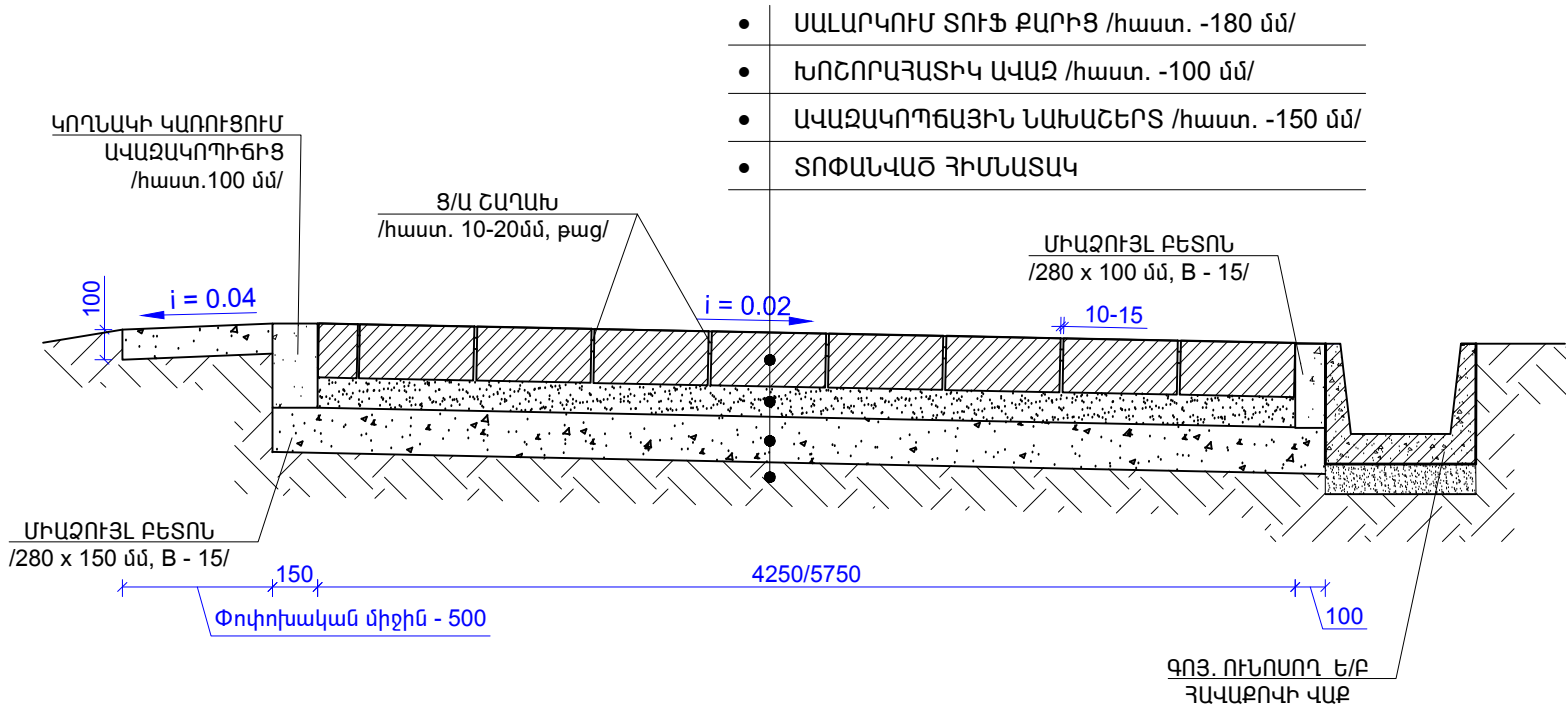 ՍԱԼԱՐԿՈՒՄ ՏՈՒՖ ՔԱՐԻՑ /հաստ. -180 մմ/
ԽՈՇՈՐԱՀԱՏԻԿ ԱՎԱԶ /հաստ. -100 մմ/
ԱՎԱԶԱԿՈՊՃԱՅԻՆ ՆԱԽԱՇԵՐՏ /հաստ. -150 մմ/
ՏՈՓԱՆՎԱԾ ՀԻՄՆԱՏԱԿ
ԿՈՂՆԱԿԻ ԿԱՌՈՒՑՈՒՄ
ԱՎԱԶԱԿՈՊԻՃԻՑ
/հաստ.100 մմ/
Ց/Ա ՇԱՂԱԽ
/հաստ. 10-20մմ, թաց/
ՄԻԱՁՈՒՅԼ ԲԵՏՈՆ
/280 x 100 մմ, B - 15/
100
i = 0.04
i = 0.02
10-15
ՄԻԱՁՈՒՅԼ ԲԵՏՈՆ
/280 x 150 մմ, B - 15/
150
4250/5750
Փոփոխական միջին - 500
100
ԳՈՅ. ՈՒՆՈՍՈՂ Ե/Բ
ՀԱՎԱՔՈՎԻ ՎԱՔ